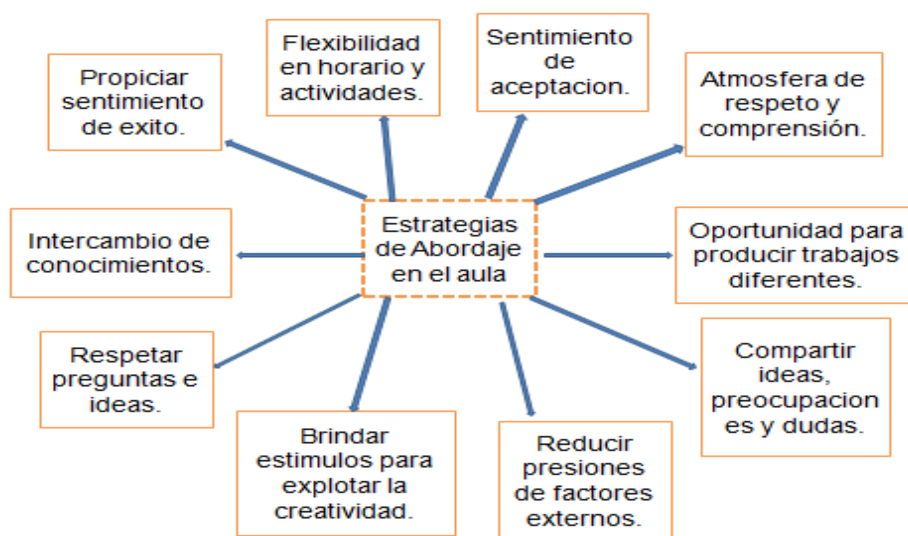 Propiciar
sentimiento
de exito.
Flexibilidad
en horario y
actividades.
Sentimiento
de
aceptacion.
Atmosfera de
respeto y
comprensión.
Intercambio de
conocimientos.
Estrategias
de Abordaje
en el aula
Oportunidad para
producir trabajos
diferentes.
Respetar
preguntas e
ideas.
Brindar
estimulos para
explotar la
creatividad.
Reducir
presiones
de factores
externos.
Compartir
ideas,
preocupacion
es y dudas.